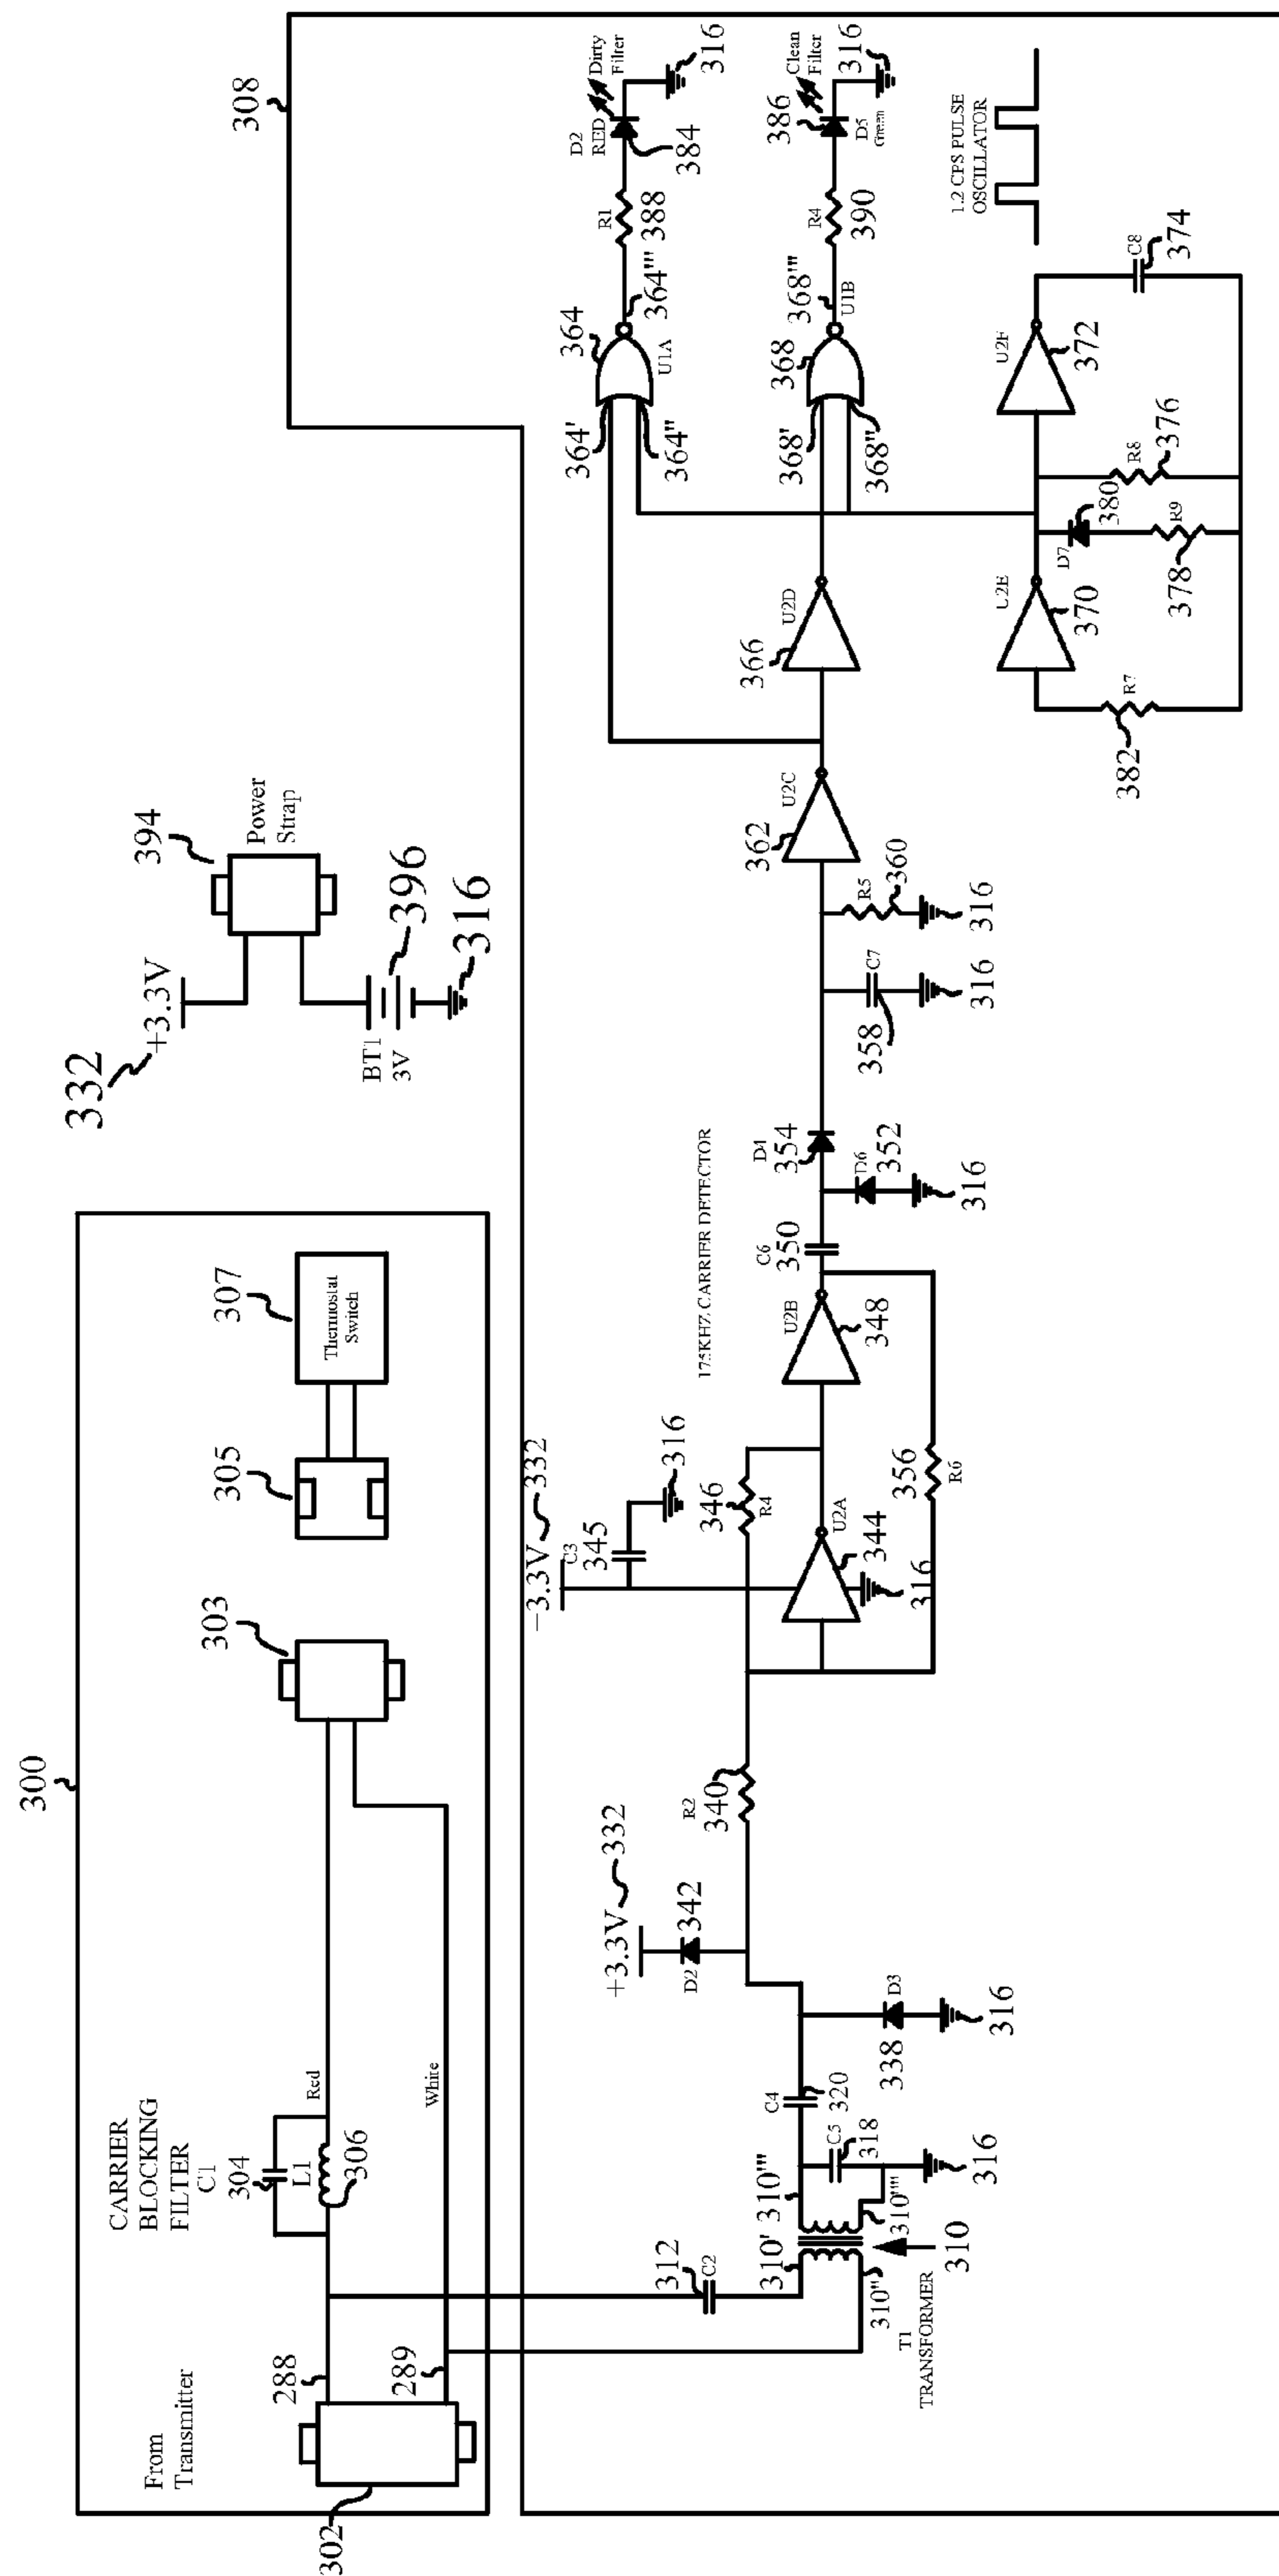 300
From
Transmitter
302
288
289
CARRIER
BLOCKING
FILTER
C1
304
L1
306
Red
White
303
305
307
Thermostat
Switch
332
+3.3V
394
Power
Strap
BT1
3V
396
316
308
312
C2
310'
310''
310'''
310''''
T1
TRANSFORMER
310
C5
318
316
C4
320
338
D3
316
+3.3V
332
D2
342
R2
340
−3.3V
332
C3
345
316
346
R4
U2A
344
316
356
R6
175KHZ CARRIER DETECTOR
U2B
348
C6
350
D4
354
D6
352
316
C7
358
316
R5
360
316
U2C
362
U2D
366
364'
364''
364
U1A
364'''
R1
388
D2
RED
384
Dirty
Filter
316
368'
368''
368
368'''
U1B
R4
390
386
D5
Green
Clean
Filter
316
382
R7
U2E
370
D7
380
R9
378
R8
376
U2F
372
C8
374
1.2 CPS PULSE
OSCILLATOR